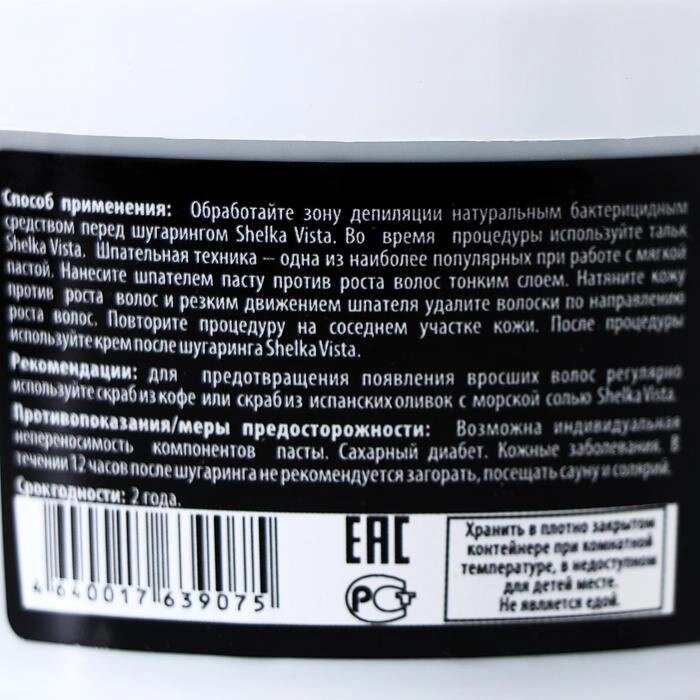 Способ применения: Обработайте зону депиляции натуральным бактерицидным
средством перед шугарингом Shelka Vista. Во время процедуры используйте тальк
Shelka Vista. Шпательная техника – одна из наиболее популярных при работе с мягкой
пастой. Нанесите шпателем пасту против роста волос тонким слоем. Натяните кожу
против роста волос и резким движением шпателя удалите волоски по направлению
роста волос. Повторите процедуру на соседнем участке кожи. После процедуры
используйте крем после шугаринга Shelka Vista.
Рекомендации: для предотвращения появления вросших волос регулярно
используйте скраб из кофе или скраб из испанских оливок с морской солью Shelka Vista.
Противопоказания/меры предосторожности: Возможна индивидуальная
непереносимость компонентов пасты. Сахарный диабет. Кожные заболевания. В
течении 12 часов после шугаринга не рекомендуется загорать, посещать сауну и солярий.
Срок годности: 2 года.
4 640017 639075
ЕАС
РСТ
Хранить в плотно закрытом
контейнере при комнатной
температуре, в недоступном
для детей месте.
Не является едой.